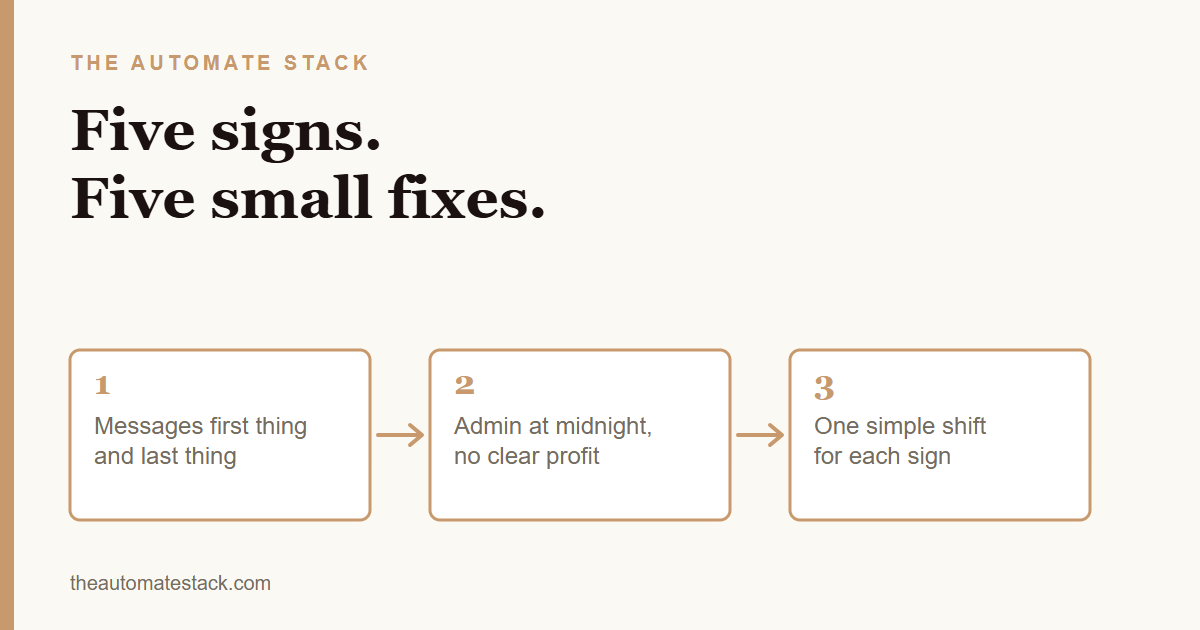 THE AUTOMATE STACK
Five signs.
Five small fixes.
1
Messages first thing
and last thing
2
Admin at midnight,
no clear profit
3
One simple shift
for each sign
theautomatestack.com